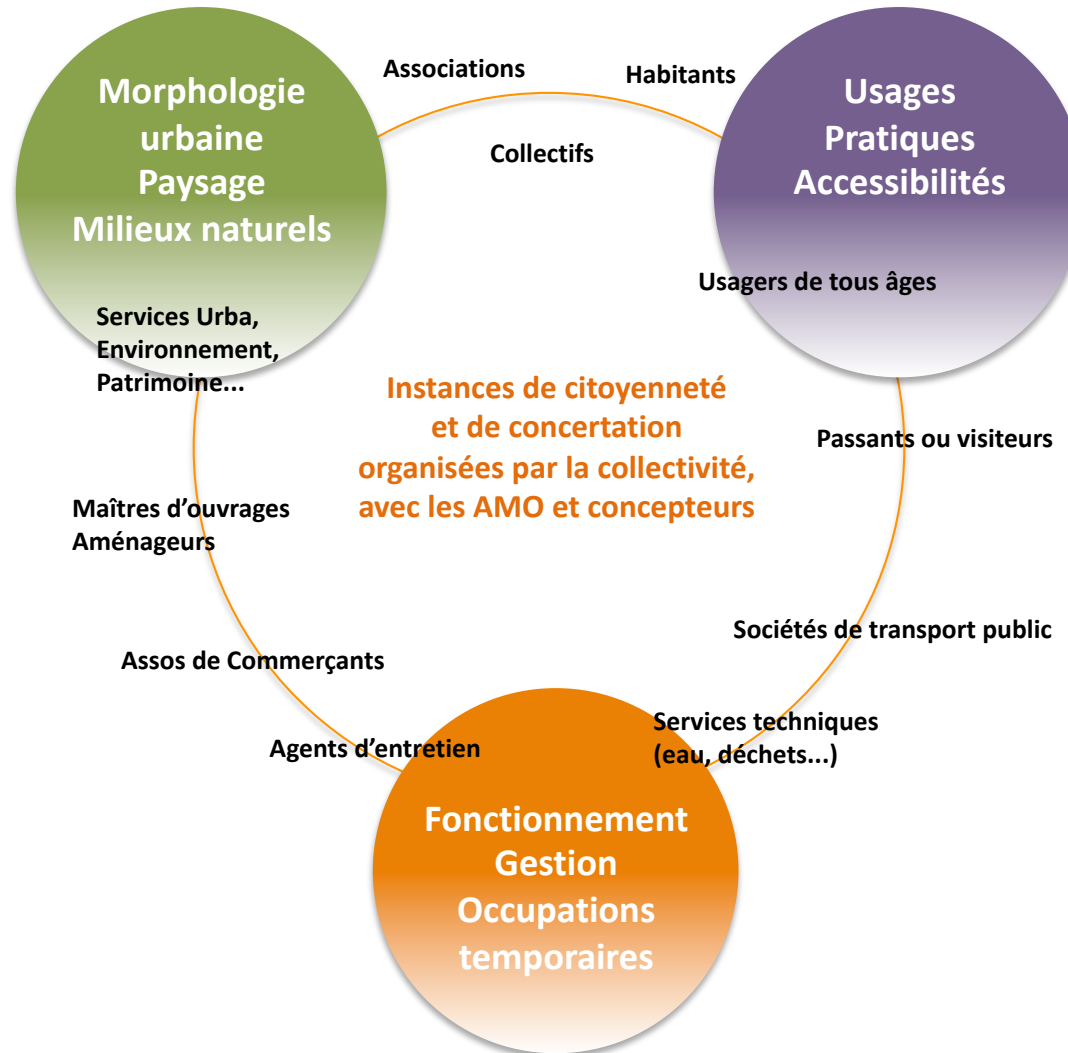 Morphologie
urbaine
Paysage
Milieux naturels
Associations
Habitants
Collectifs
Usages
Pratiques
Accessibilités
Usagers de tous âges
Services Urba,
Environnement,
Patrimoine...
Instances de citoyenneté
et de concertation
organisées par la collectivité,
avec les AMO et concepteurs
Passants ou visiteurs
Maîtres d’ouvrages
Aménageurs
Sociétés de transport public
Assos de Commerçants
Services techniques
(eau, déchets...)
Agents d’entretien
Fonctionnement
Gestion
Occupations
temporaires